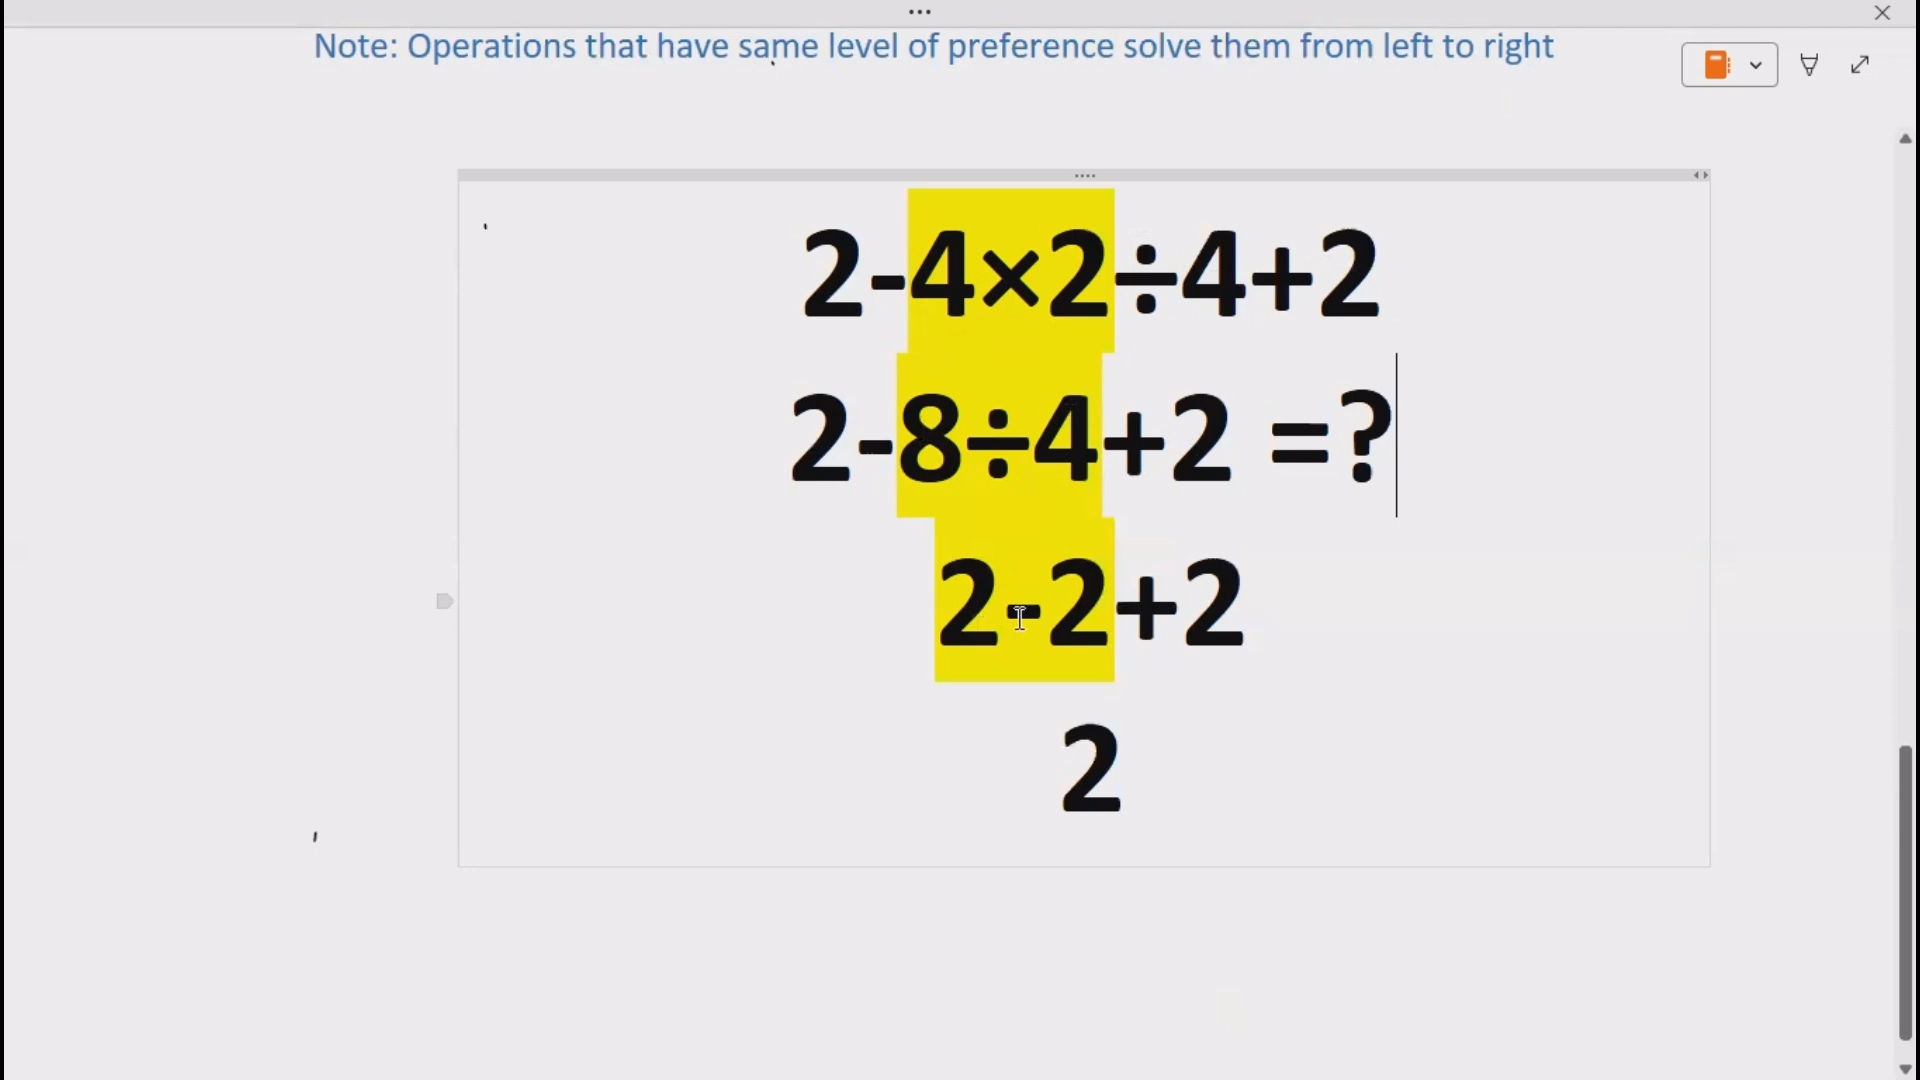 Note: Operations that have same level of preference solve them from left to right
2-4×2÷4+2
2-8÷4+2 =?
2-2+2
2